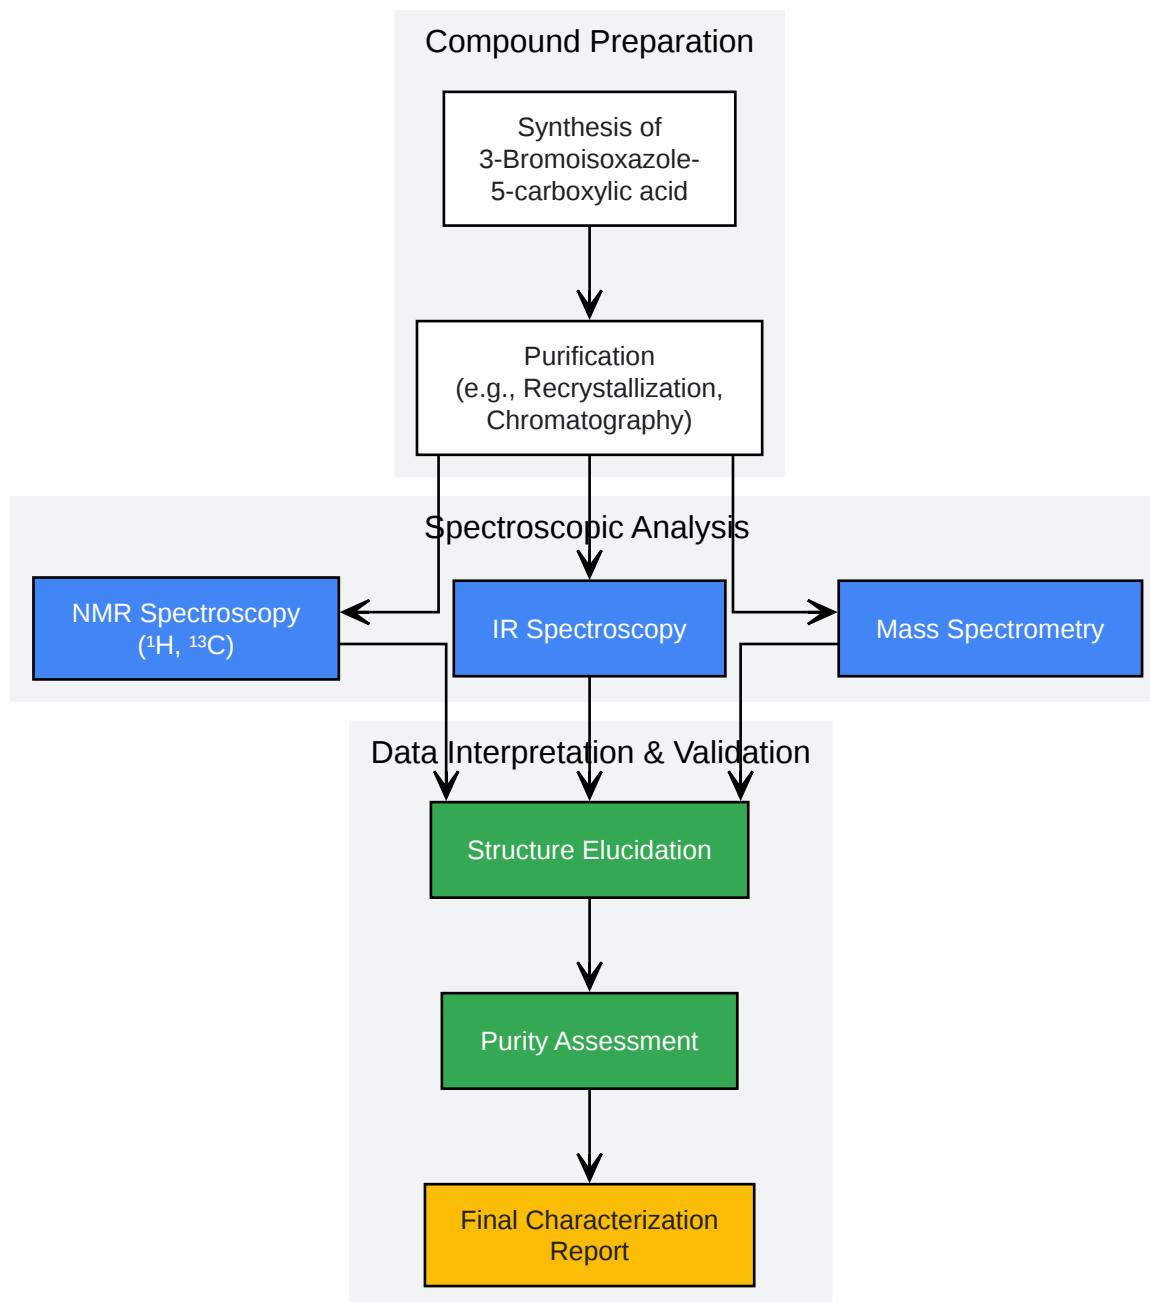 Compound Preparation
Synthesis of
3-Bromoisoxazole-
5-carboxylic acid
Purification
(e.g., Recrystallization,
Chromatography)
Spectroscopic Analysis
NMR Spectroscopy
(¹H, ¹³C)
IR Spectroscopy
Mass Spectrometry
Data Interpretation & Validation
Structure Elucidation
Purity Assessment
Final Characterization
Report